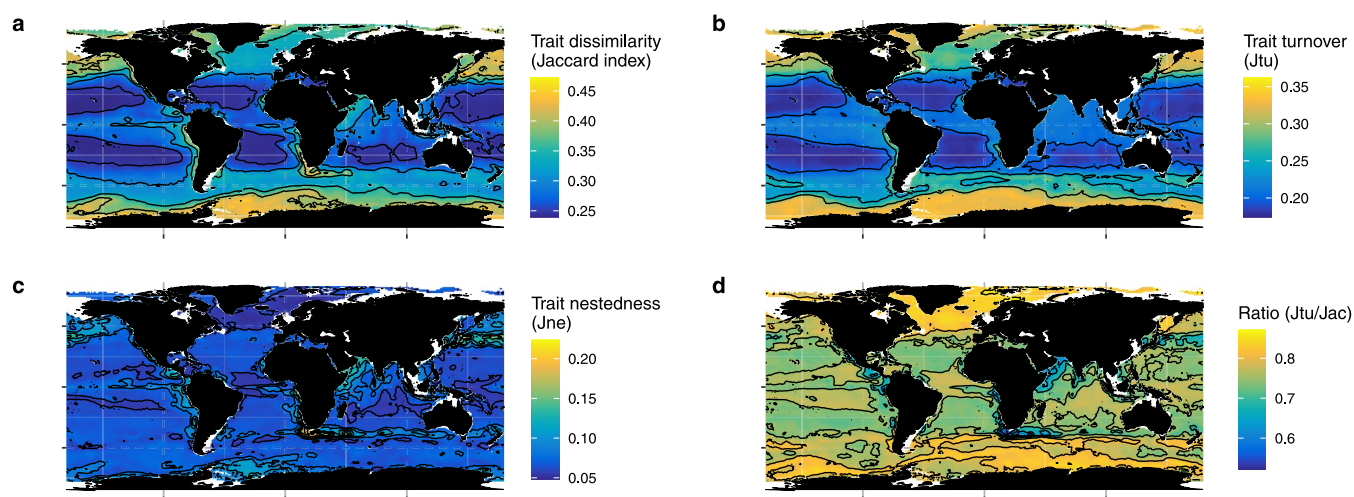 a
Trait dissimilarity
(Jaccard index)
0.45
0.40
0.35
0.30
0.25
b
Trait turnover
(Jtu)
0.35
0.30
0.25
0.20
c
Trait nestedness
(Jne)
0.20
0.15
0.10
0.05
d
Ratio (Jtu/Jac)
0.8
0.7
0.6